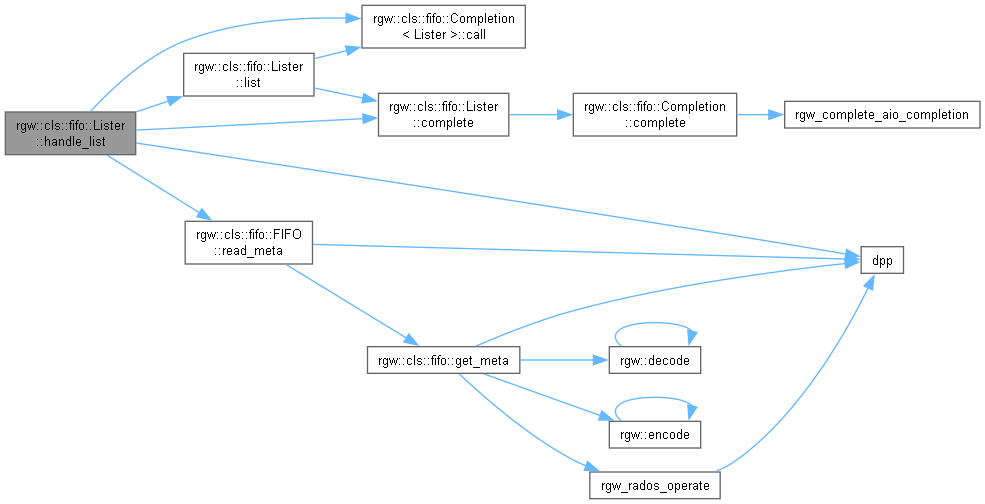 rgw::cls::fifo::Completion
< Lister >::call
rgw::cls::fifo::Lister
::list
rgw::cls::fifo::Lister
::complete
rgw::cls::fifo::Completion
::complete
rgw_complete_aio_completion
rgw::cls::fifo::Lister
::handle_list
rgw::cls::fifo::FIFO
::read_meta
dpp
rgw::cls::fifo::get_meta
rgw::decode
rgw::encode
rgw_rados_operate